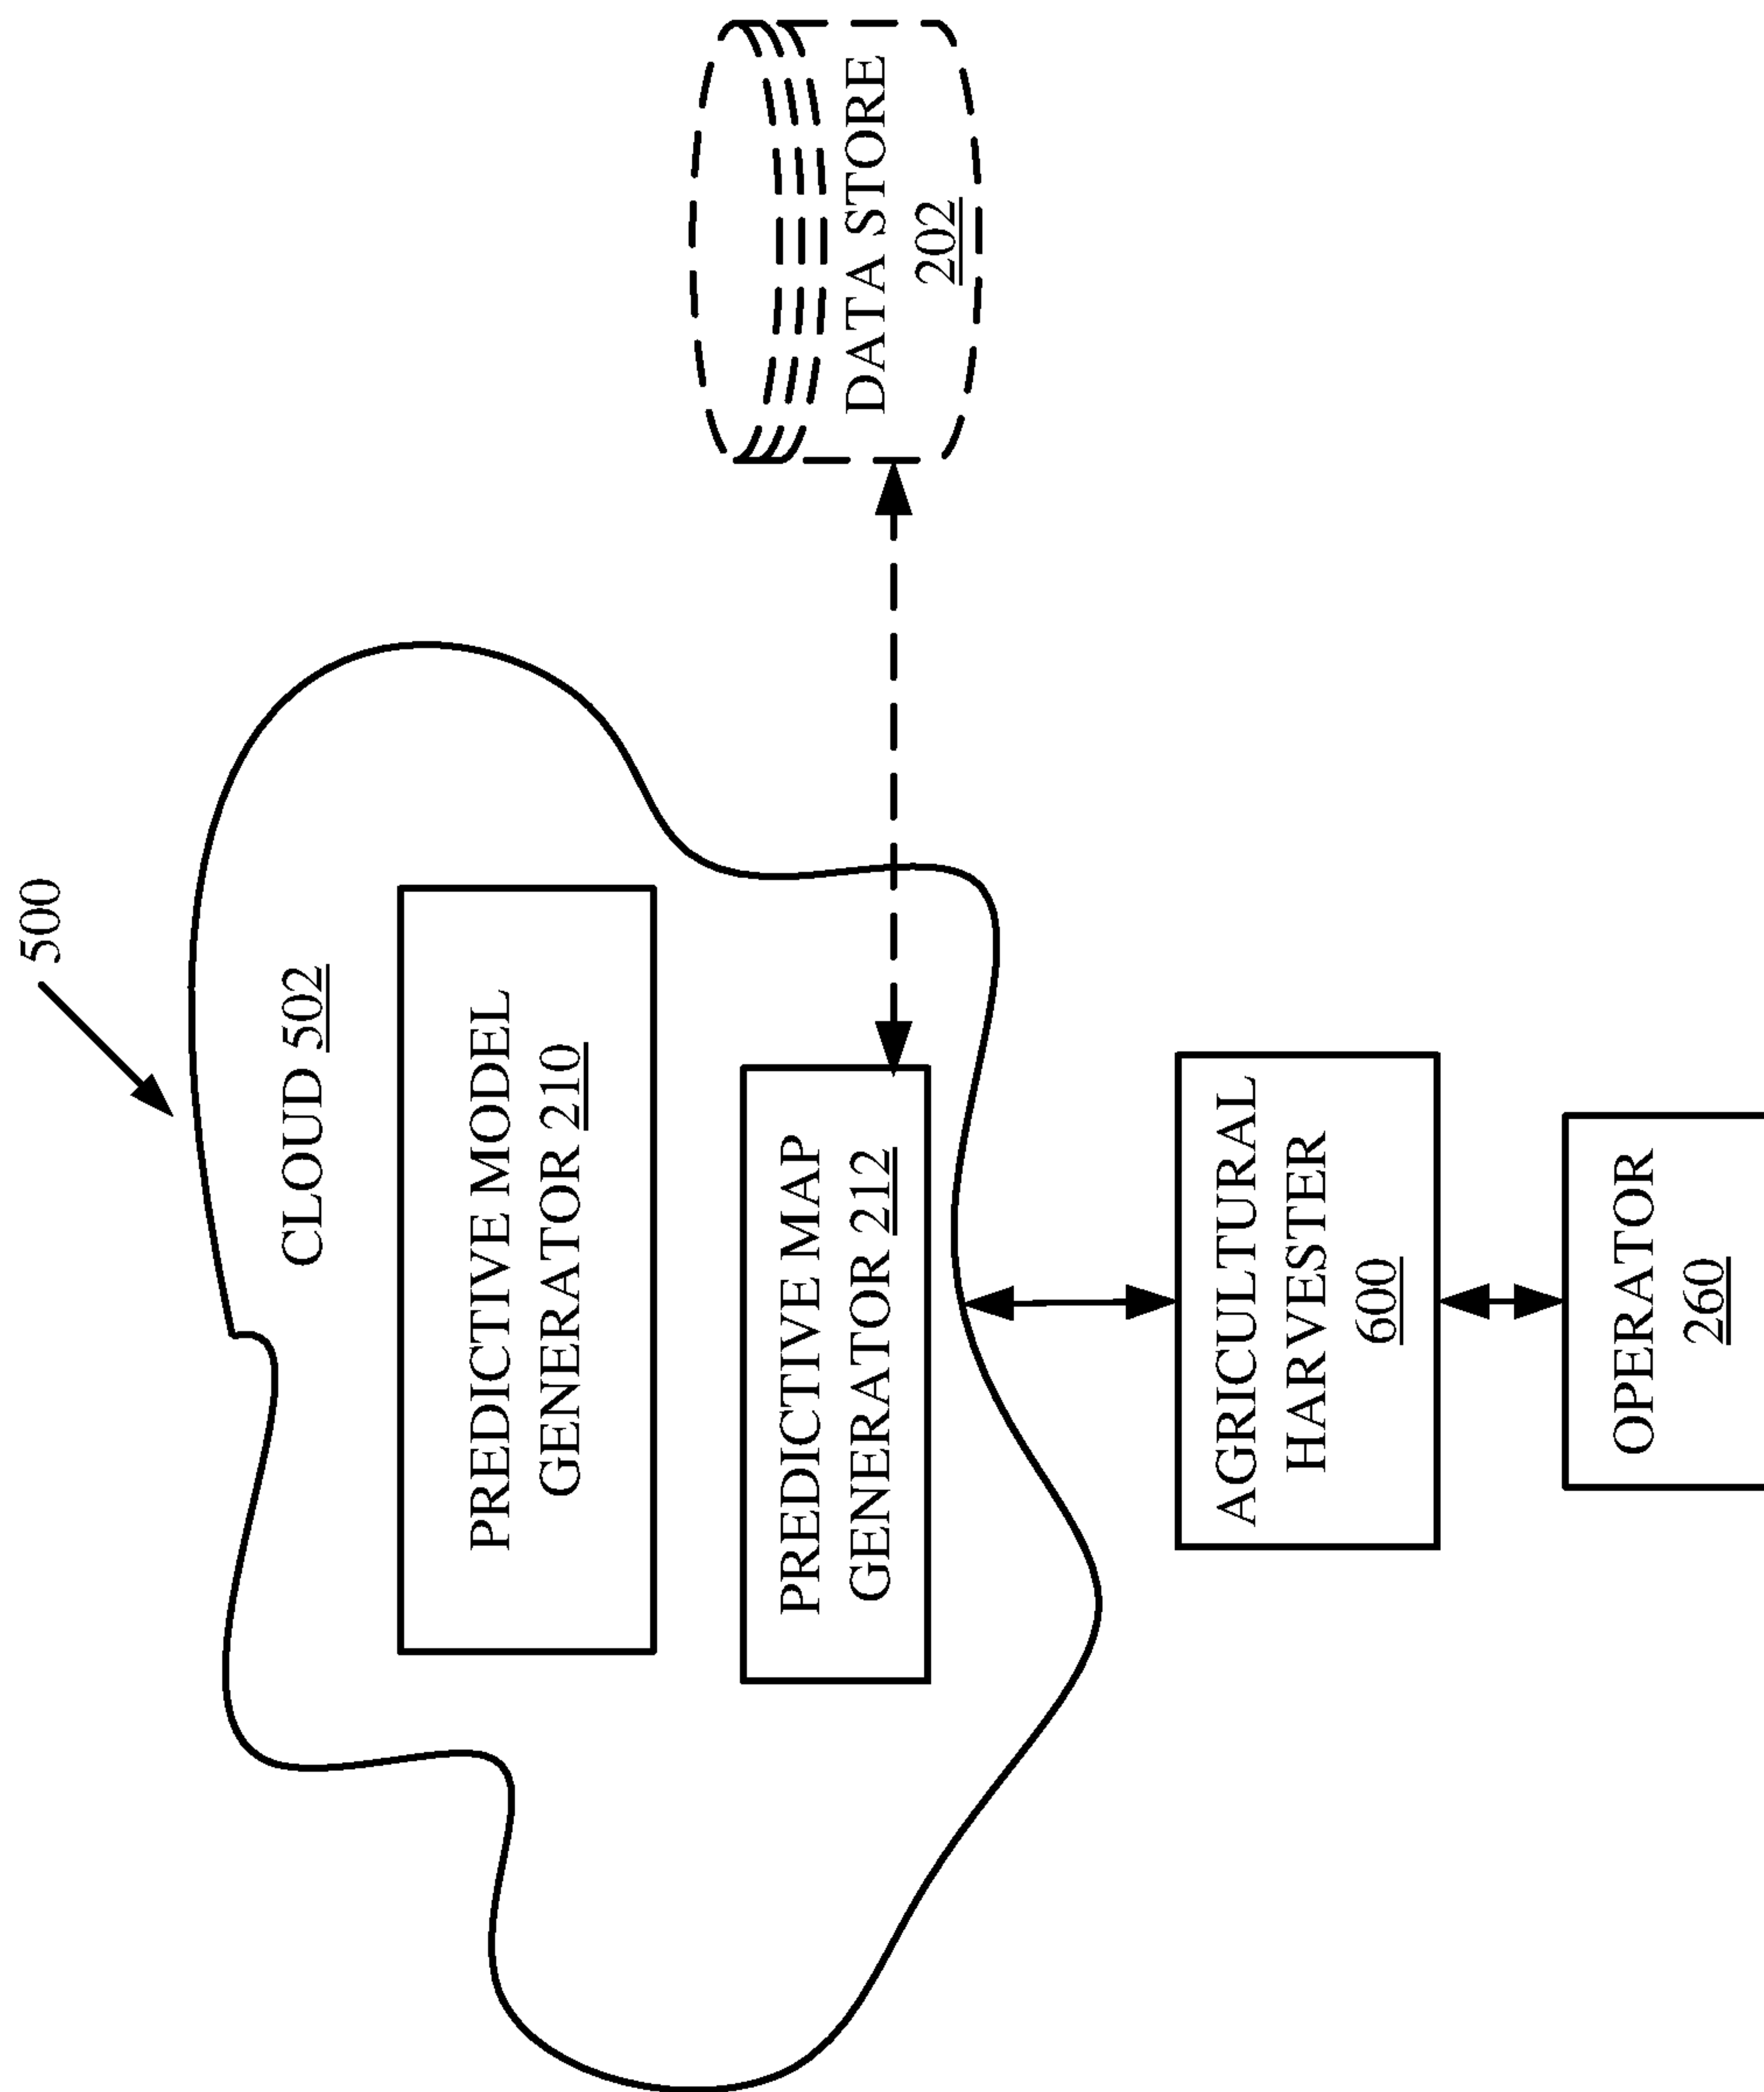 500
CLOUD 502
PREDICTIVE MODEL
GENERATOR 210
PREDICTIVE MAP
GENERATOR 212
DATA STORE
202
AGRICULTURAL
HARVESTER
600
OPERATOR
260